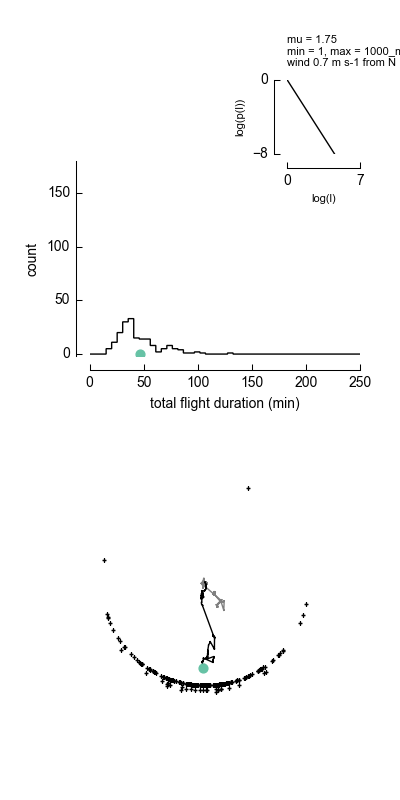 mu = 1.75
min = 1, max = 1000_m
wind 0.7 m s-1 from N
0
log(p(l))
−8
0
7
log(l)
150
100
count
50
0
0
50
100
150
200
250
total flight duration (min)